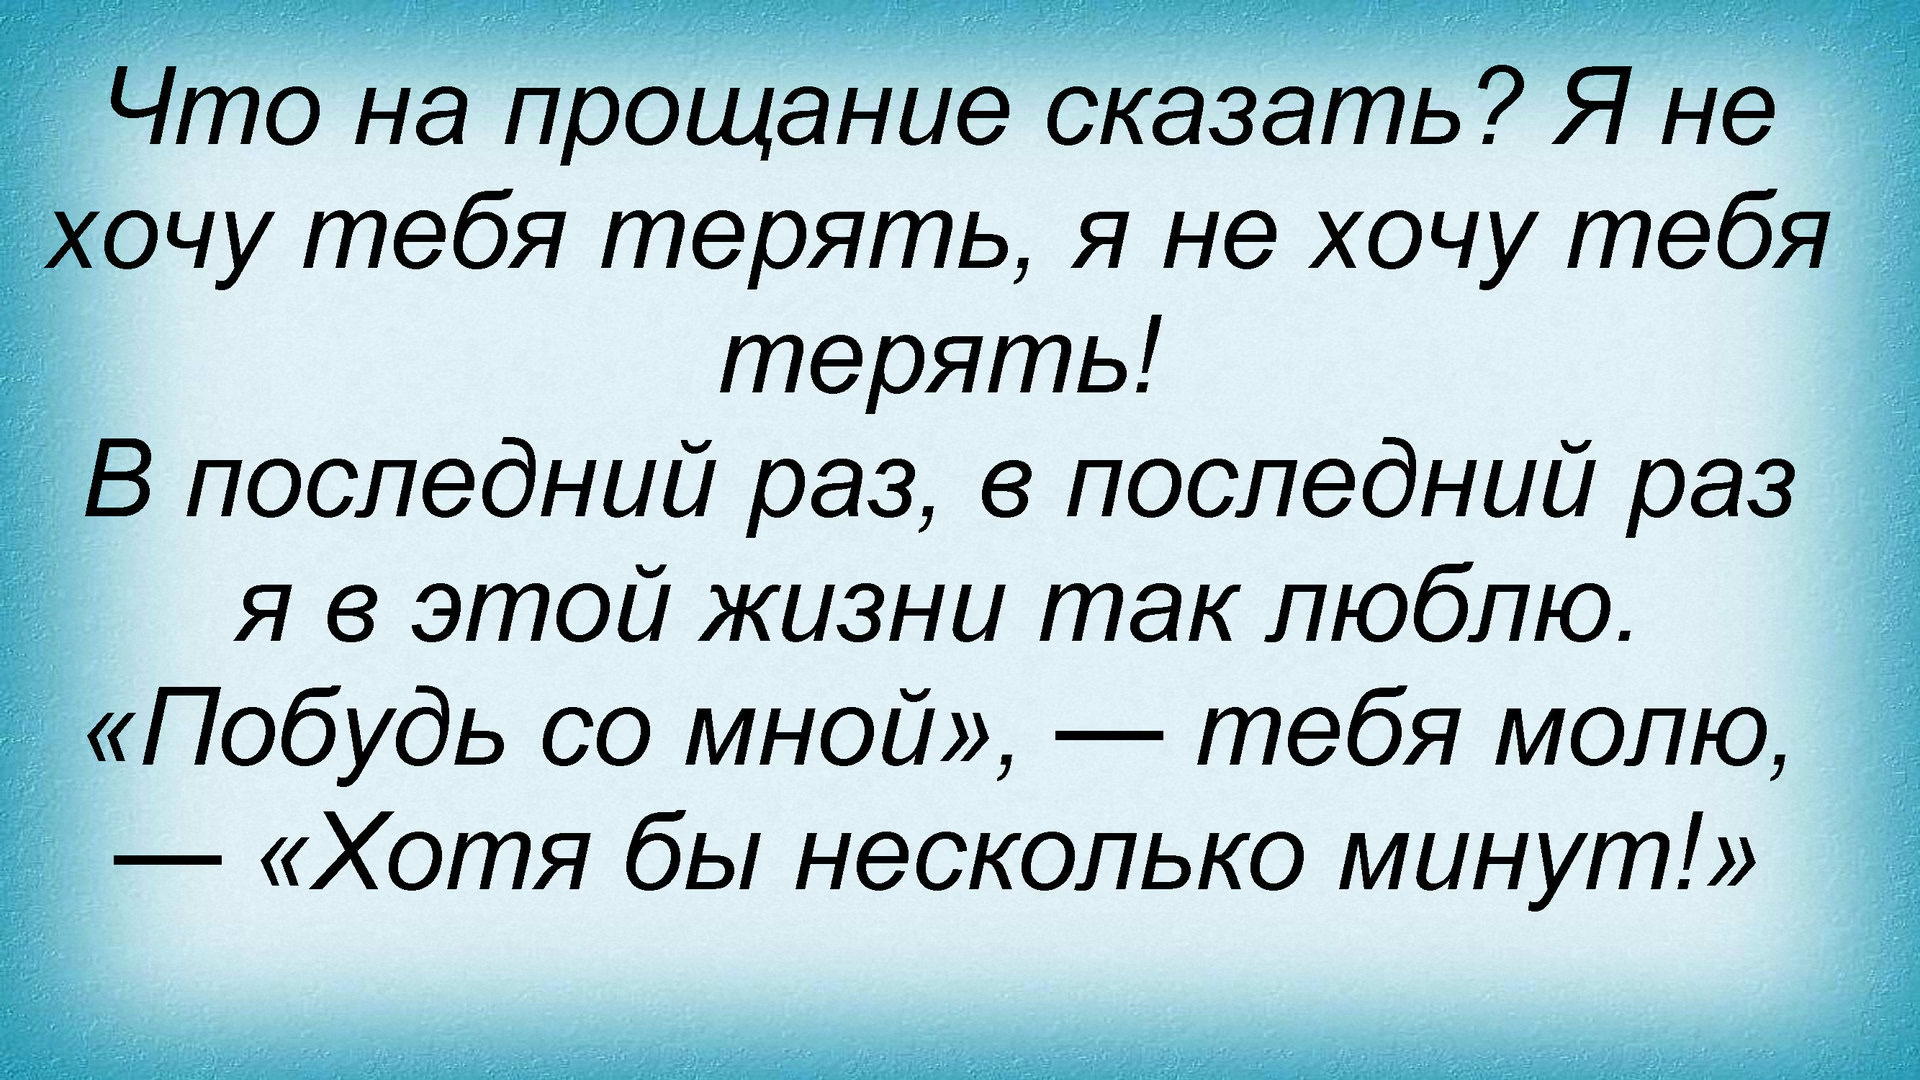 Что на прощание сказать? Я не
хочу тебя терять, я не хочу тебя
терять!
В последний раз, в последний раз
я в этой жизни так люблю.
«Побудь со мной», — тебя молю,
— «Хотя бы несколько минут!»